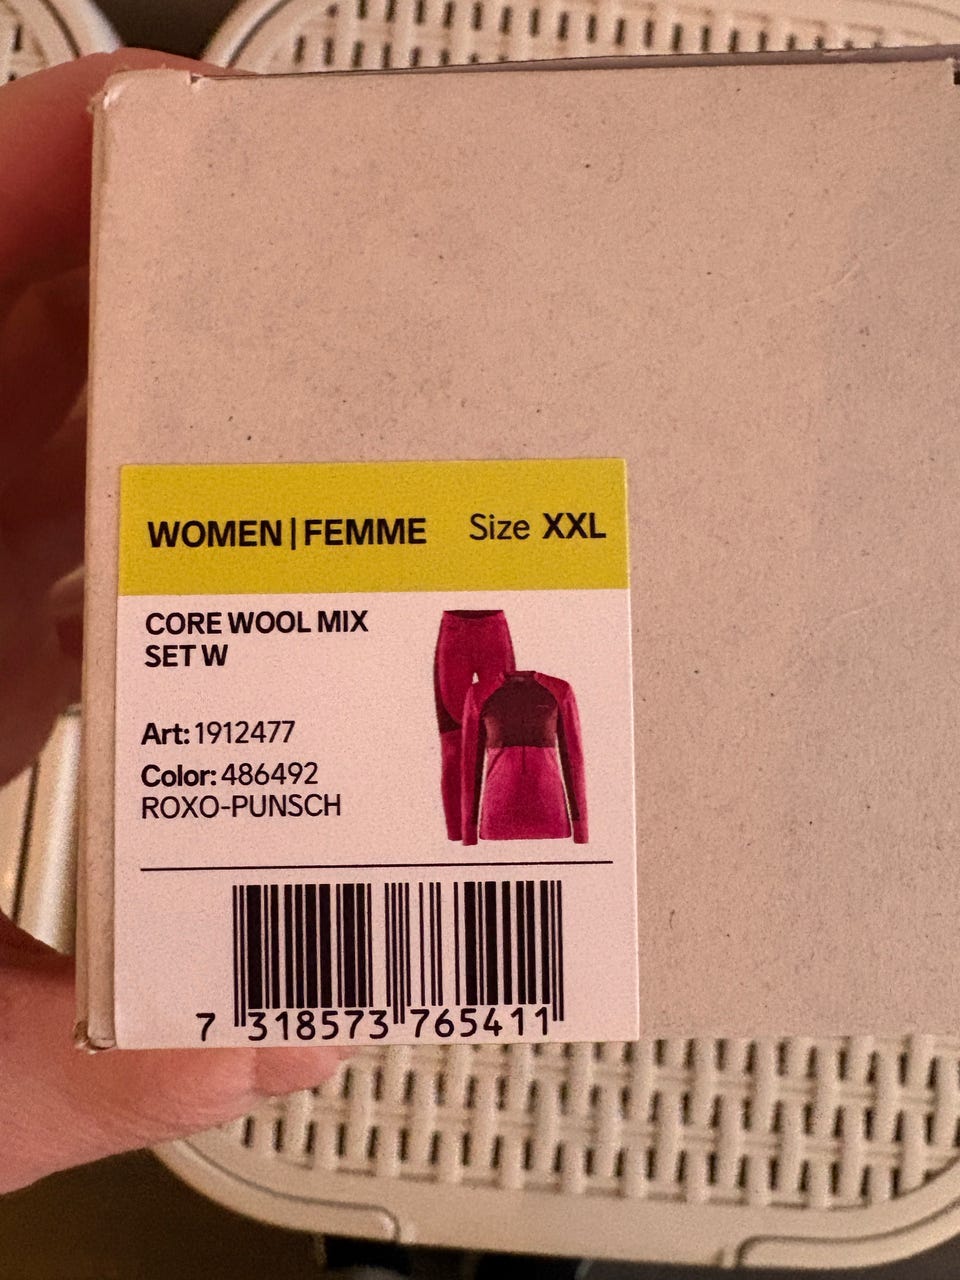 WOMEN|FEMME Size XXL
CORE WOOL MIX
SET W
Art: 1912477
Color: 486492
ROXO-PUNSCH
7 318573 765411